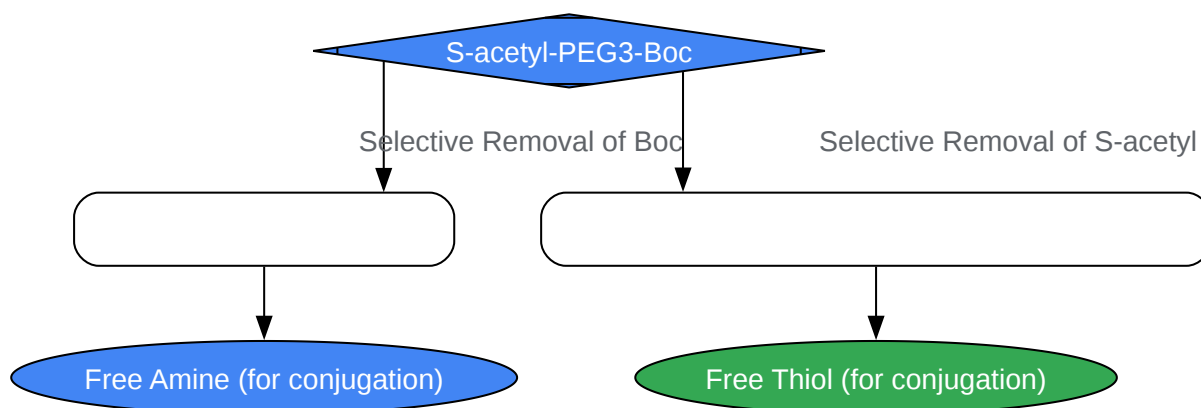 S-acetyl-PEG3-Boc
Selective Removal of Boc
Selective Removal of S-acetyl
Free Amine (for conjugation)
Free Thiol (for conjugation)